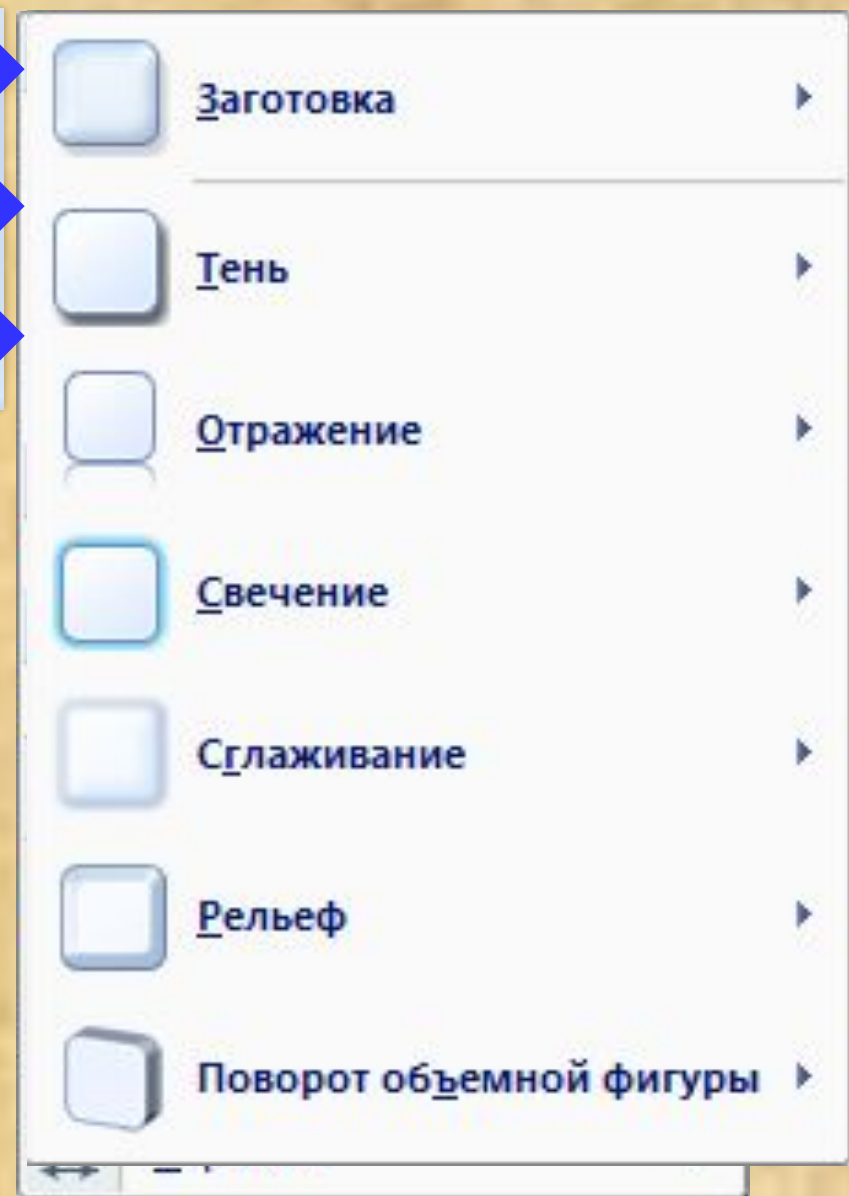 Заготовка
Тень
Отражение
Свечение
Сглаживание
Рельеф
Поворот объемной фигуры